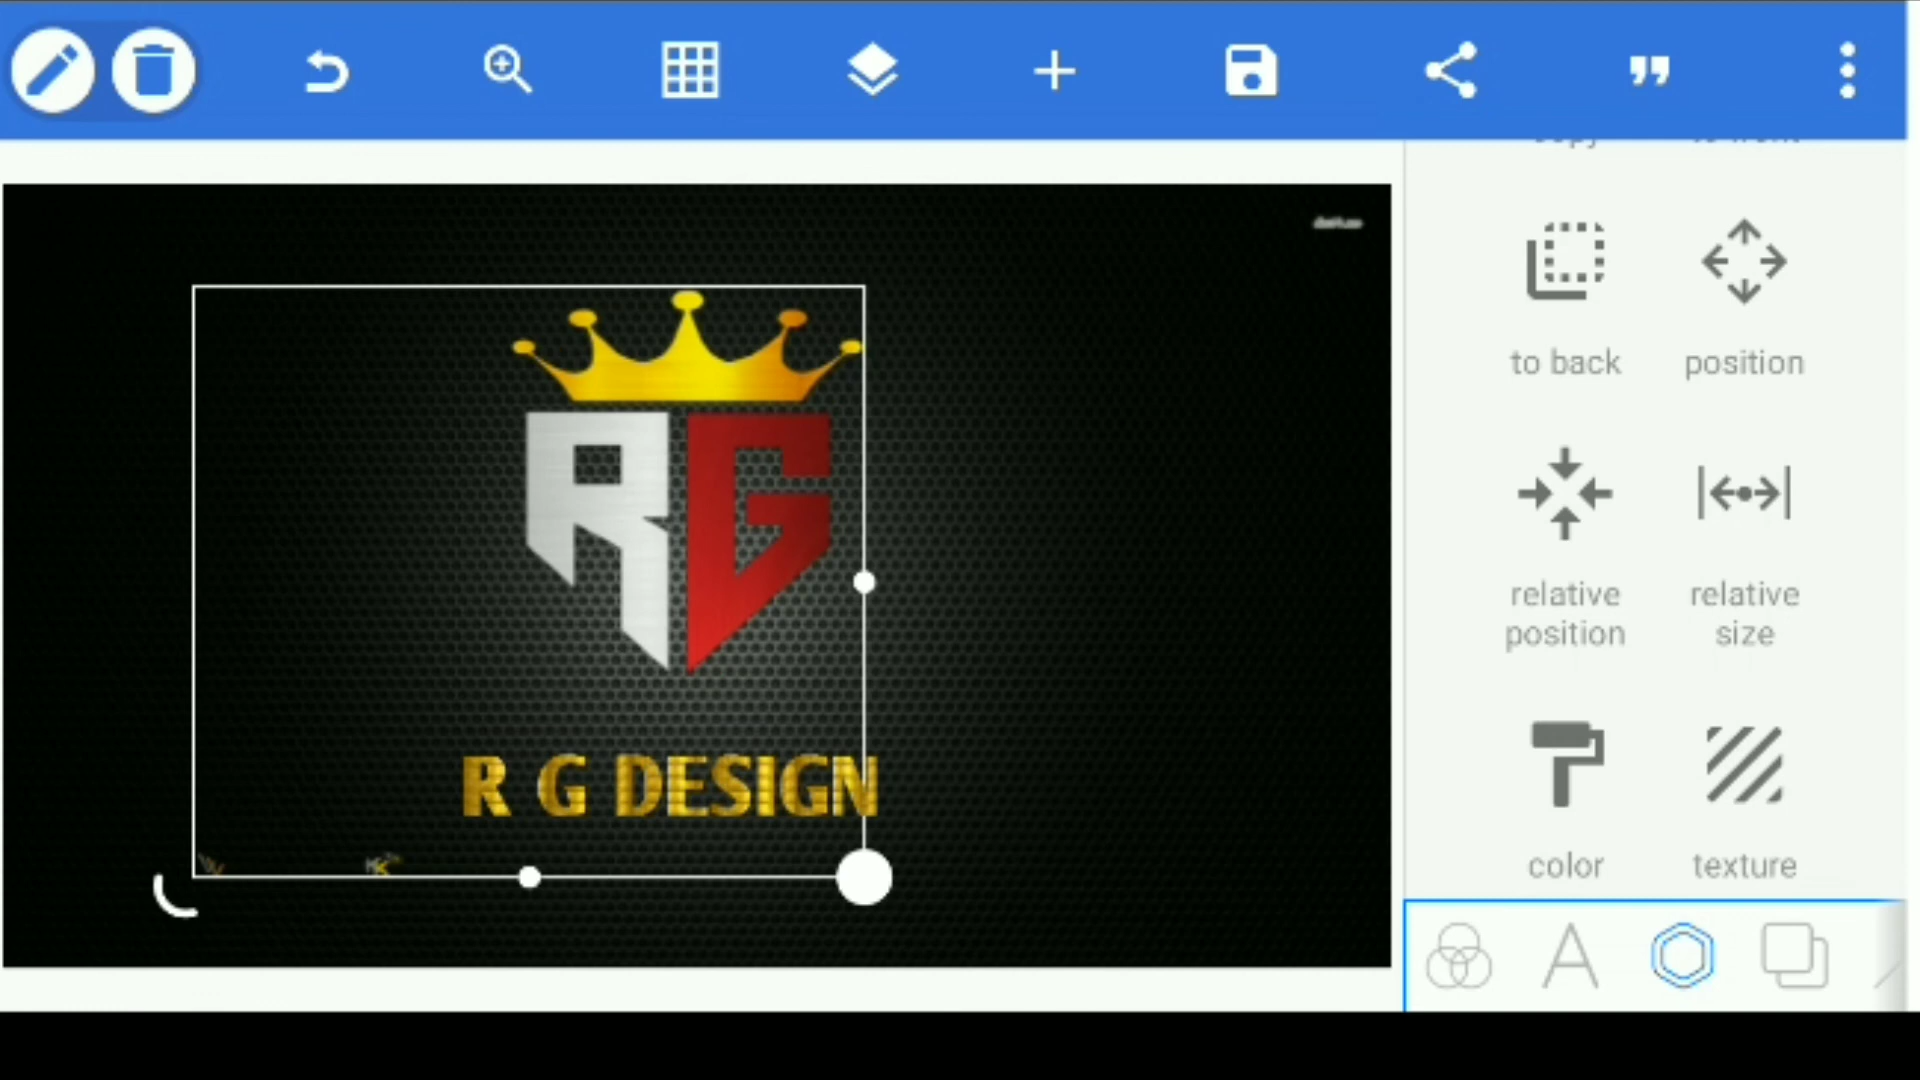 to back
position
RG
relative
position
relative
size
R G DESIGN
color
texture